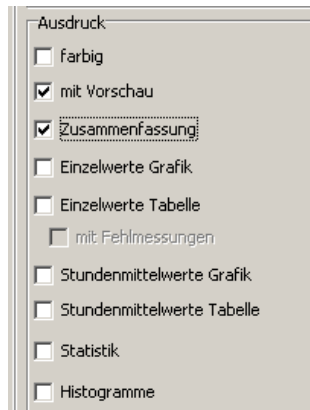 Ausdruck
farbig
mit Vorschau
Zusammenfassung
Einzelwerte Grafik
Einzelwerte Tabelle
mit Fehlmessungen
Stundenmittelwerte Grafik
Stundenmittelwerte Tabelle
Statistik
Histogramme